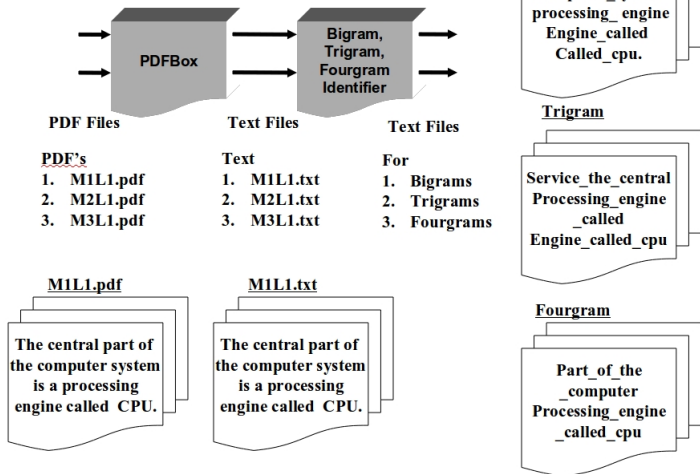 PDFBox
Bigram,
Trigram,
Fourgram
Identifier
PDF Files
Text Files
Text Files
PDF's
1. M1L1.pdf
2. M2L1.pdf
3. M3L1.pdf
Text
1. M1L1.txt
2. M2L1.txt
3. M3L1.txt
For
1. Bigrams
2. Trigrams
3. Fourgrams
M1L1.pdf
The central part of
the computer system
is a processing
engine called CPU.
M1L1.txt
The central part of
the computer system
is a processing
engine called CPU.
processing_ engine
Engine_called
Called_cpu.
Trigram
Service_the_central
Processing_engine
_called
Engine_called_cpu
Fourgram
Part_of_the
_computer
Processing_engine
_called_cpu